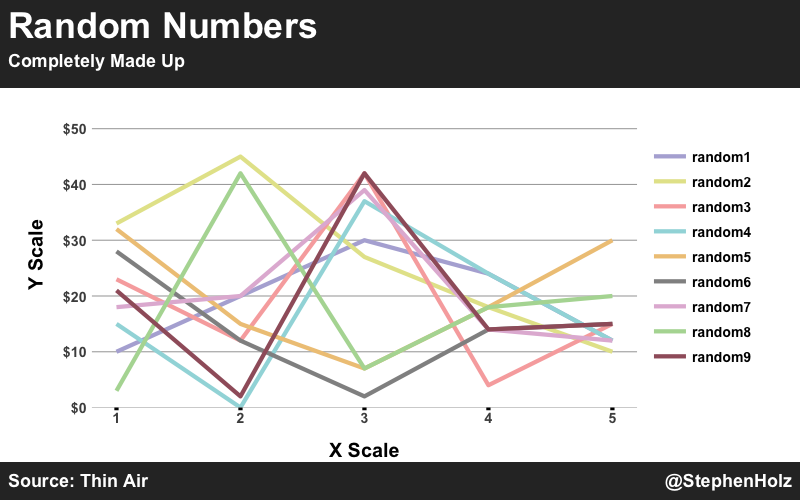 Random Numbers
Completely Made Up
$50
$40
$30
$20
$10
$0
Y Scale
1 2 3 4 5
X Scale
random1
random2
random3
random4
random5
random6
random7
random8
random9
Source: Thin Air
@StephenHolz